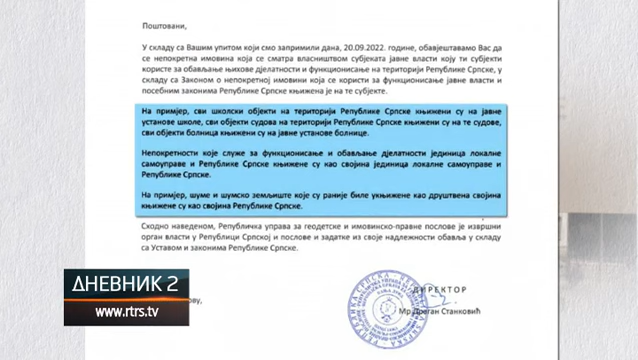 Поштовани,
У складу са Вашим упитом који смо запримили дана, 20.09.2022. године, обавјештавамо Вас да
се непокретна имовина која се сматра власништвом субјеката јавне власти коју ти субјекти
користе за обављање њихове дјелатности и функционисање на територији Републике Српске, у
складу са Законом о непокретној имовини која се користи за функционисање јавне власти и
посебним законима Републике Српске књижена је на те субјекте.
На примјер, сви школски објекти на територији Републике Српске књижени су на јавне
установе школе, сви објекти судова на територији Републике Српске књижени су на те судове,
сви објекти болница књижени су на јавне установе болнице.
Непокретности које служе за функционисање и обављање дјелатности јединица локалне
самоуправе и Републике Српске књижене су као својина јединица локалне самоуправе и
Републике Српске.
На примјер, шуме и шумско земљиште које су раније биле укњижене као друштвена својина
књижене су као својина Републике Српске.
Сходно наведеном, Републичка управа за геодетске и имовинско-правне послове је извршни
орган власти у Републици Српској и послове и задатке из своје надлежности обавља у складу
са Уставом и законима Републике Српске.
ДИРЕКТОР
Мр Драган Станковић
ДНЕВНИК 2
www.rtrs.tv